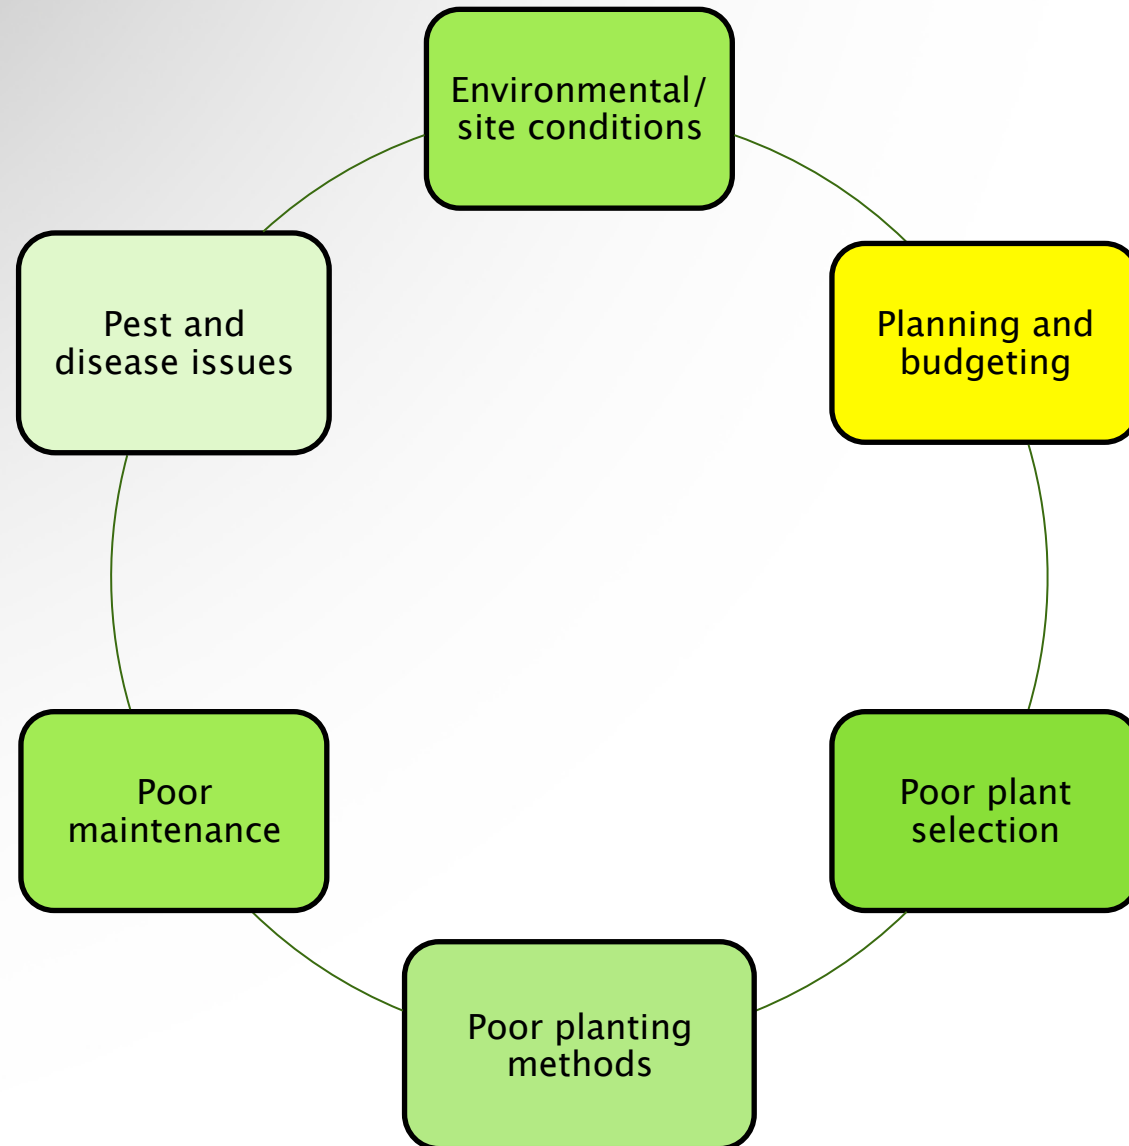 Environmental/
site conditions
Planning and
budgeting
Poor plant
selection
Poor planting
methods
Poor
maintenance
Pest and
disease issues